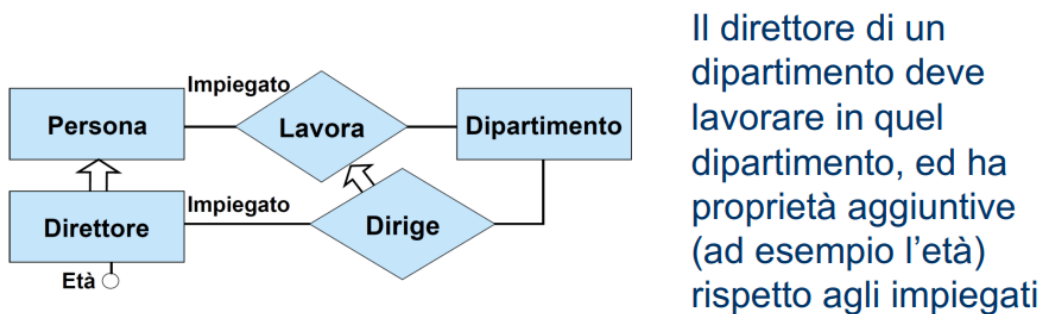 Impiegato
Persona
Lavora
Dipartimento
Impiegato
Direttore
Dirige
Età
Il direttore di un
dipartimento deve
lavorare in quel
dipartimento, ed ha
proprietà aggiuntive
(ad esempio l’età)
rispetto agli impiegati